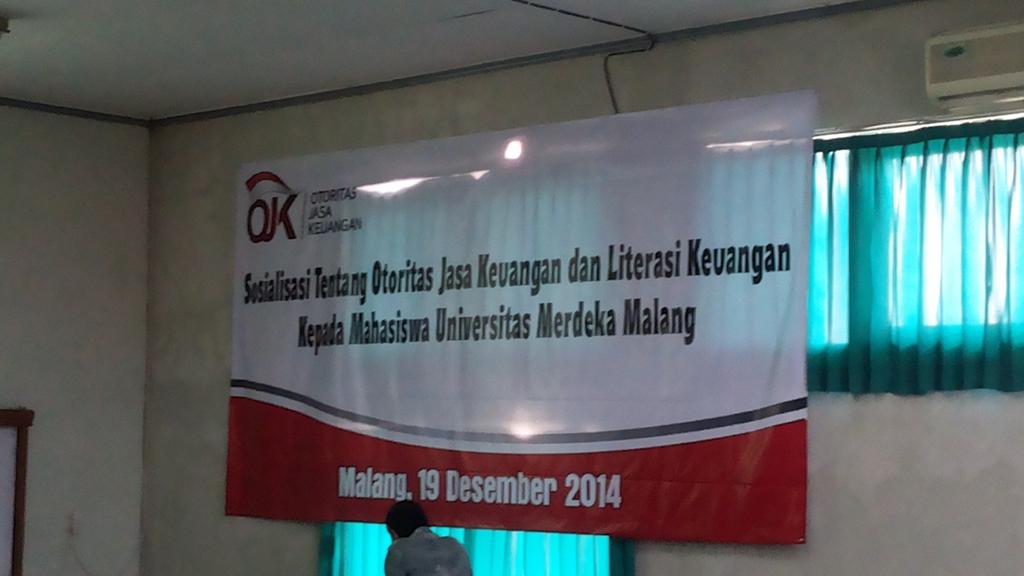 OJK
OTORITAS
JASA
KEUANGAN
Sosialisasi Tentang Otoritas Jasa Keuangan dan Literasi Keuangan
Kepada Mahasiswa Universitas Merdeka Malang
Malang, 19 Desember 2014